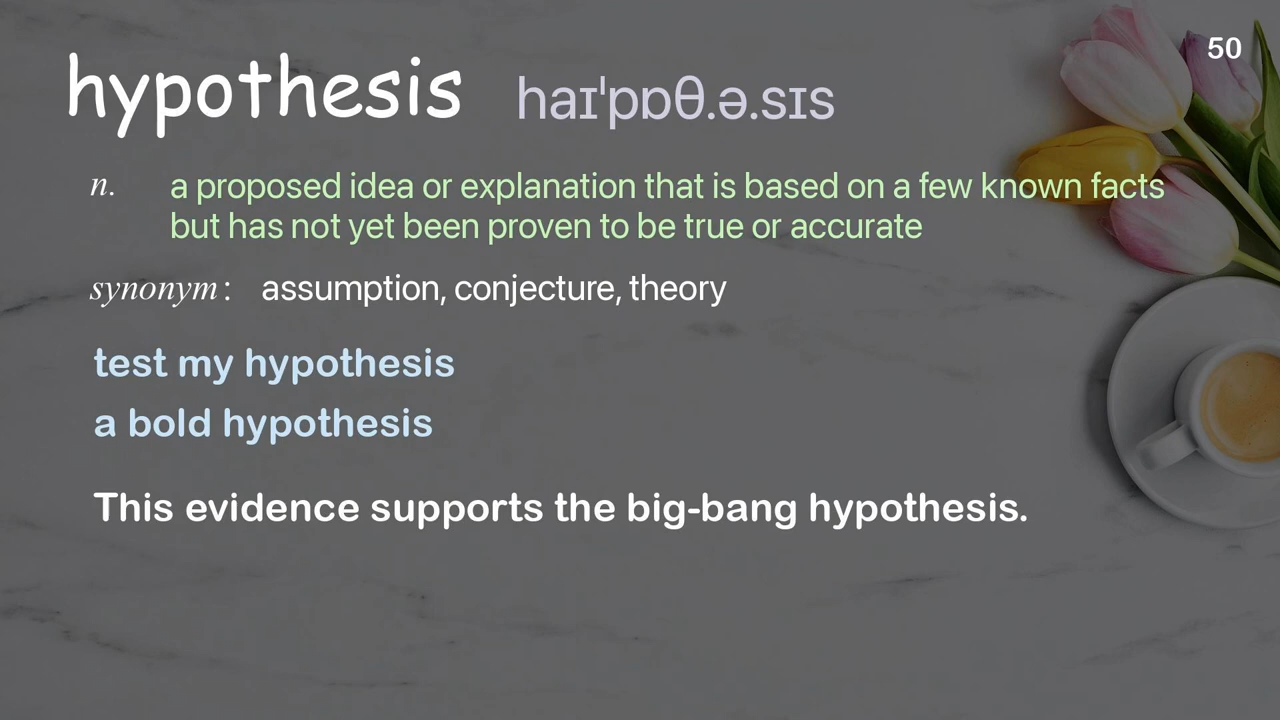 50
hypothesis haɪˈpɒθ.ə.sɪs
n. a proposed idea or explanation that is based on a few known facts
but has not yet been proven to be true or accurate
synonym: assumption, conjecture, theory
test my hypothesis
a bold hypothesis
This evidence supports the big-bang hypothesis.